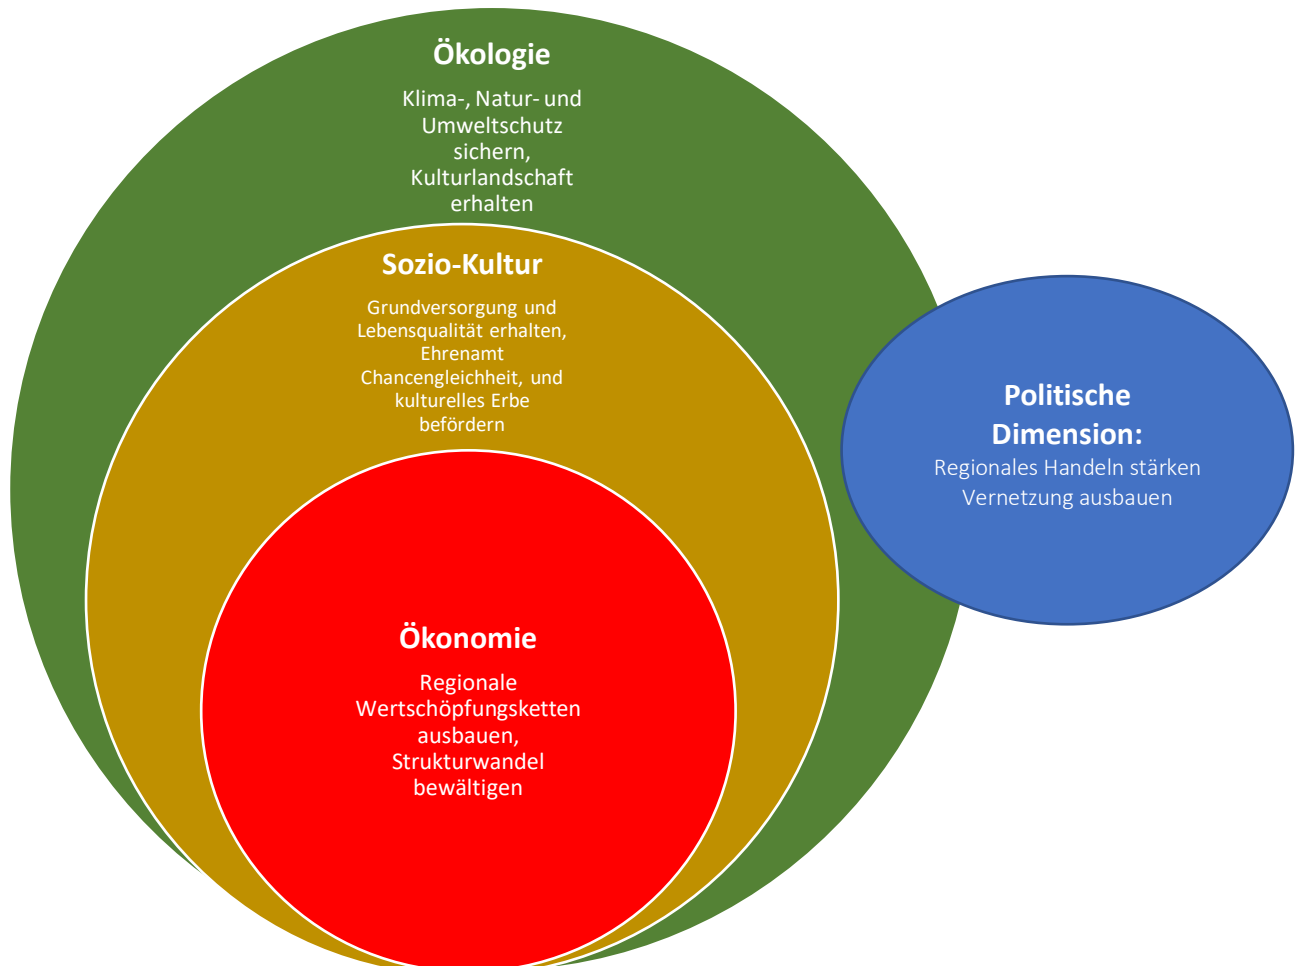 Ökologie
Klima-, Natur- und
Umweltschutz
sichern,
Kulturlandschaft
erhalten
Sozio-Kultur
Grundversorgung und
Lebensqualität erhalten,
Ehrenamt
Chancengleichheit, und
kulturelles Erbe
befördern
Ökonomie
Regionale
Wertschöpfungsketten
ausbauen,
Strukturwandel
bewältigen
Politische
Dimension:
Regionales Handeln stärken
Vernetzung ausbauen